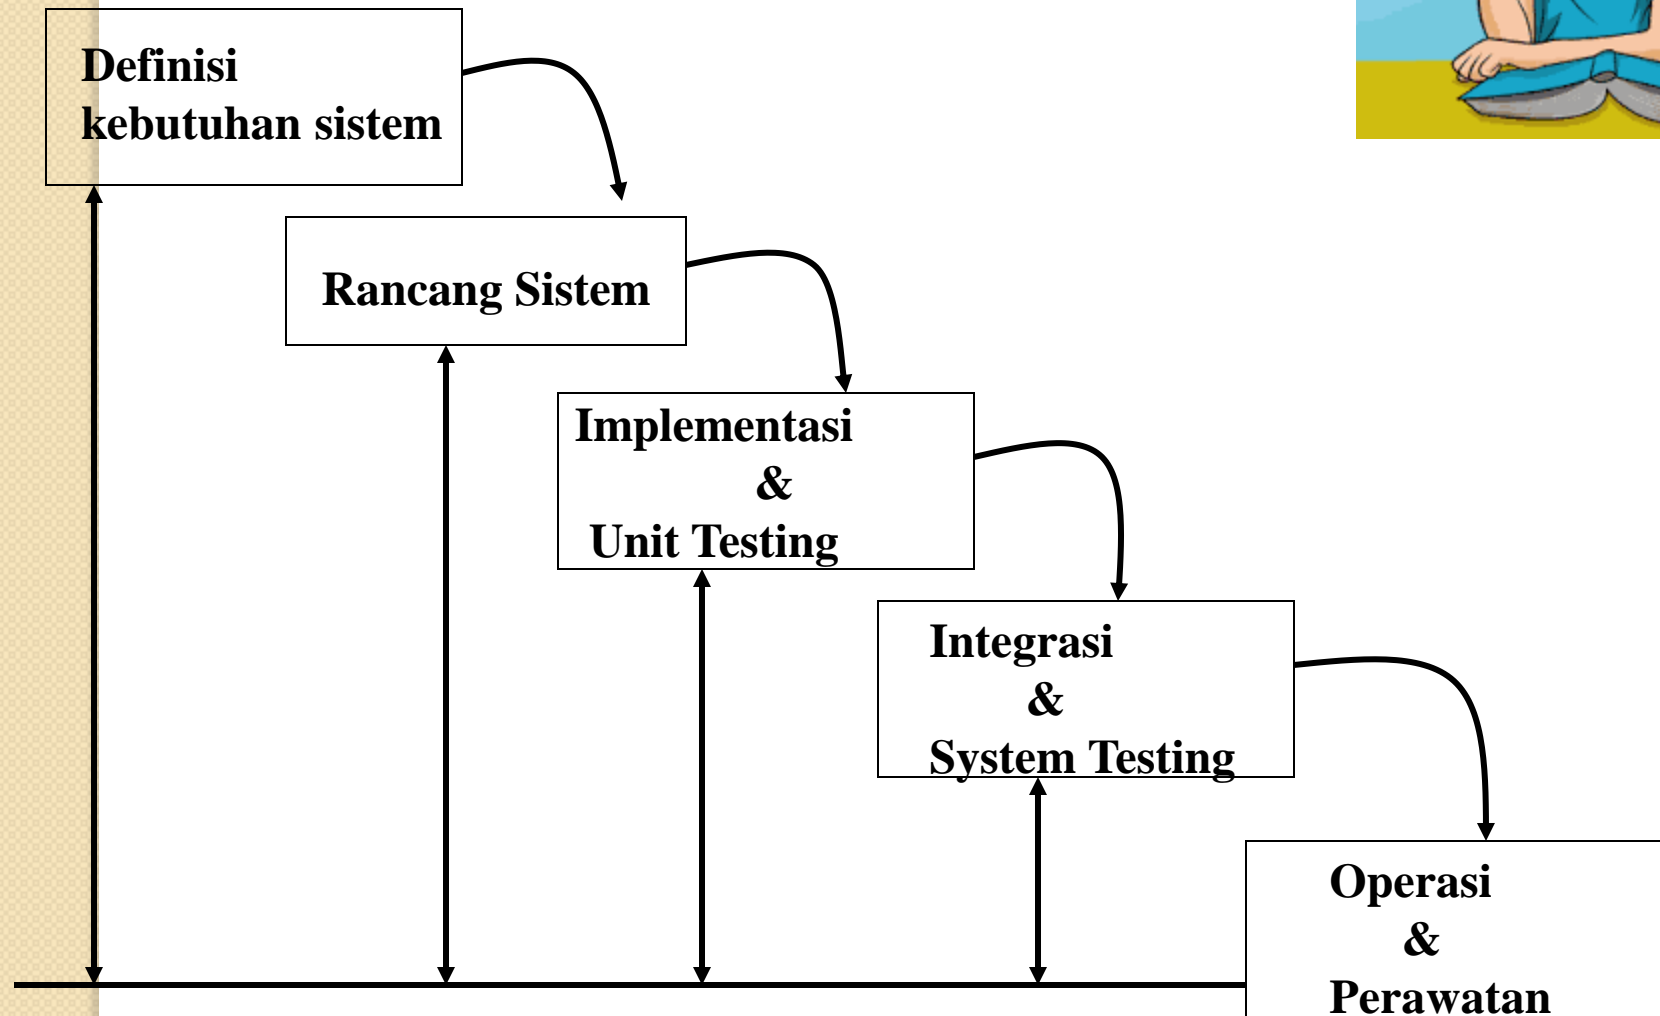 Definisi
kebutuhan sistem
Rancang Sistem
Implementasi
&
Unit Testing
Integrasi
&
System Testing
Operasi
&
Perawatan